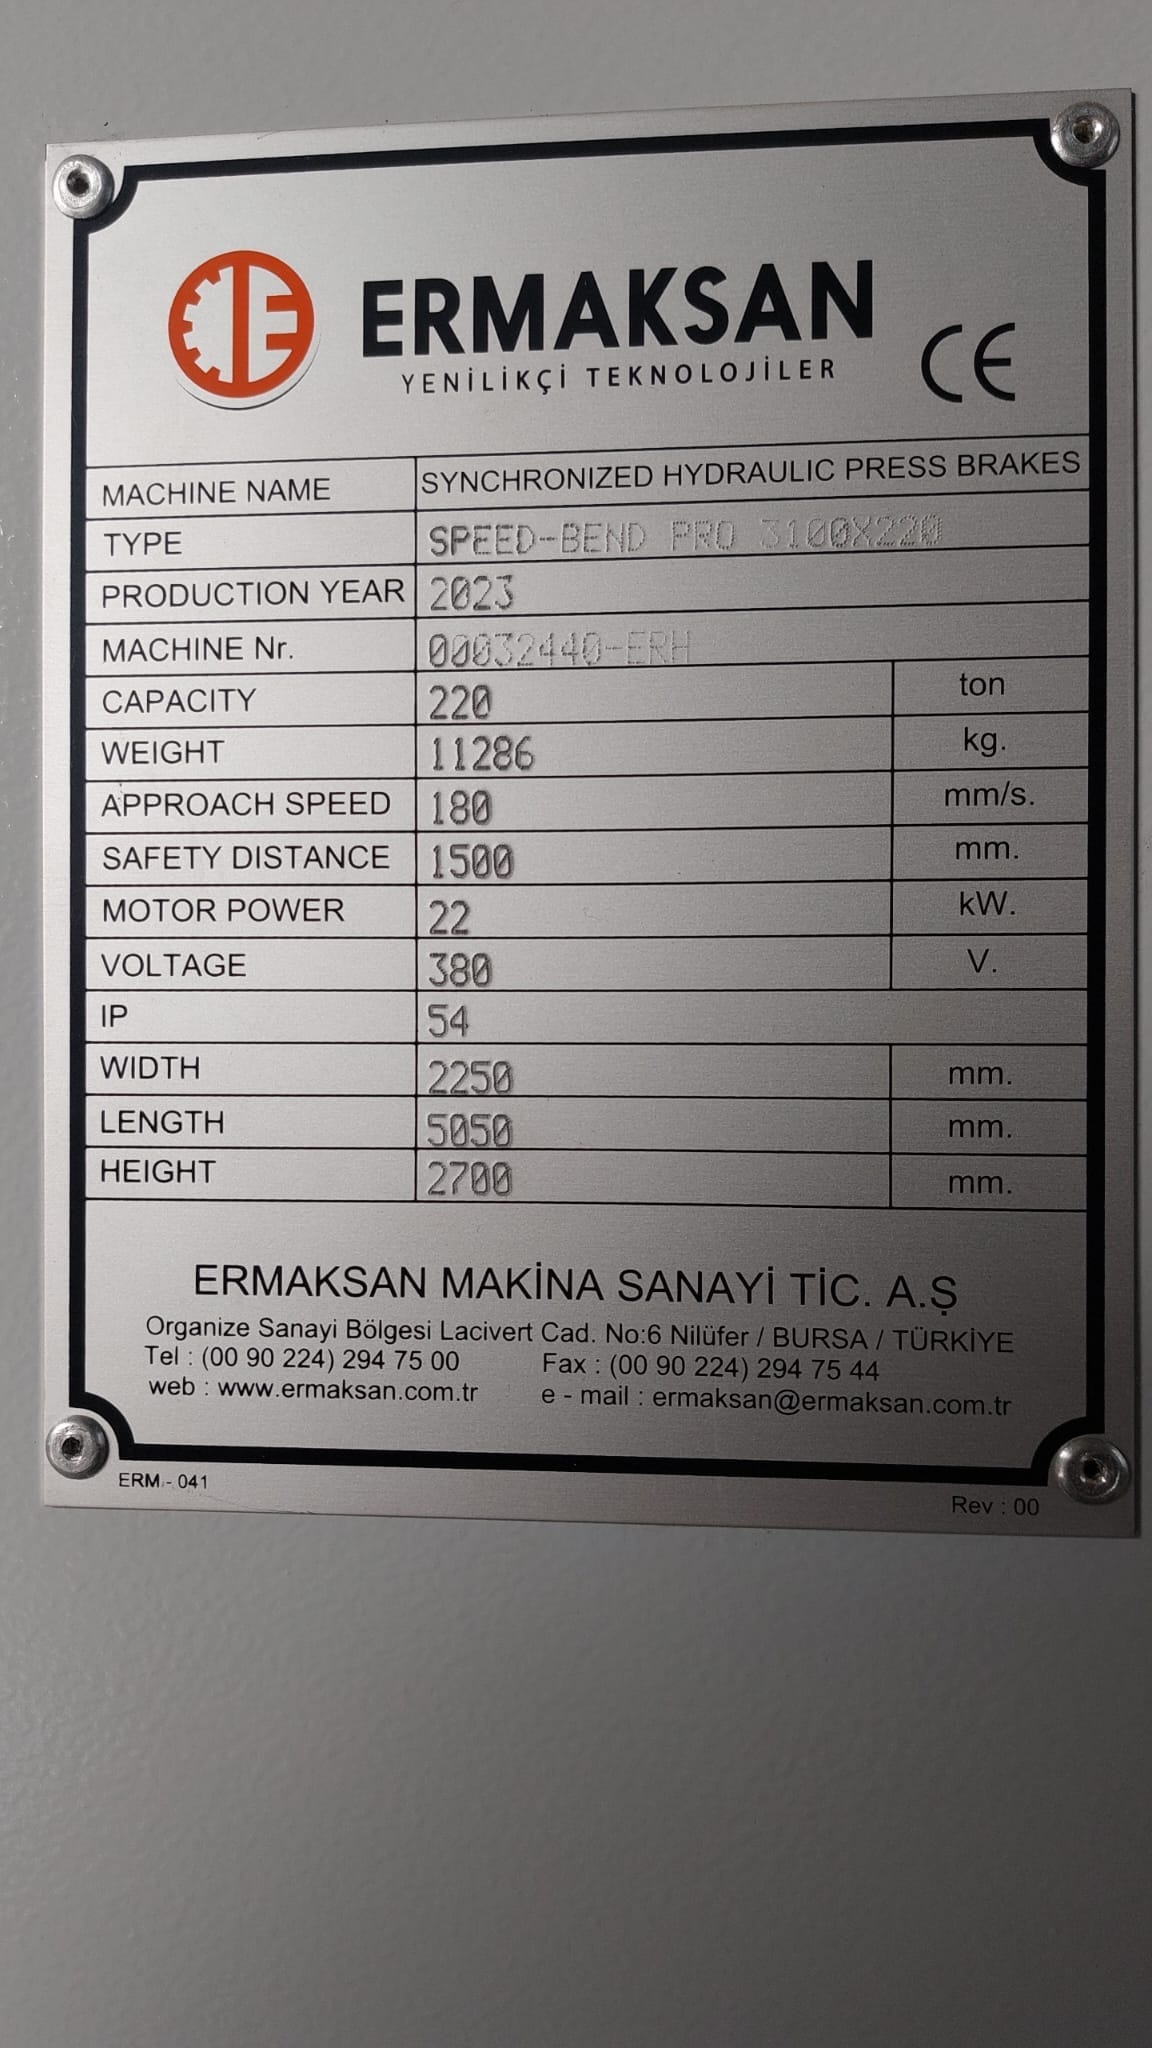 ERMAKSAN
YENİLİKÇİ TEKNOLOJİLER
CE
MACHINE NAME SYNCHRONIZED HYDRAULIC PRESS BRAKES
TYPE SPEED-BEND PRO 3100X220
PRODUCTION YEAR 2023
MACHINE Nr. 00032440-ERH
CAPACITY 220 ton
WEIGHT 11286 kg.
APPROACH SPEED 180 mm/s.
SAFETY DISTANCE 1500 mm.
MOTOR POWER 22 kW.
VOLTAGE 380 V.
IP 54
WIDTH 2250 mm.
LENGTH 5050 mm.
HEIGHT 2700 mm.
ERMAKSAN MAKİNA SANAYİ TİC. A.Ş
Organize Sanayi Bölgesi Lacivert Cad. No:6 Nilüfer / BURSA / TÜRKİYE
Tel : (00 90 224) 294 75 00 Fax : (00 90 224) 294 75 44
web : www.ermaksan.com.tr e - mail : ermaksan@ermaksan.com.tr
ERM - 041
Rev : 00